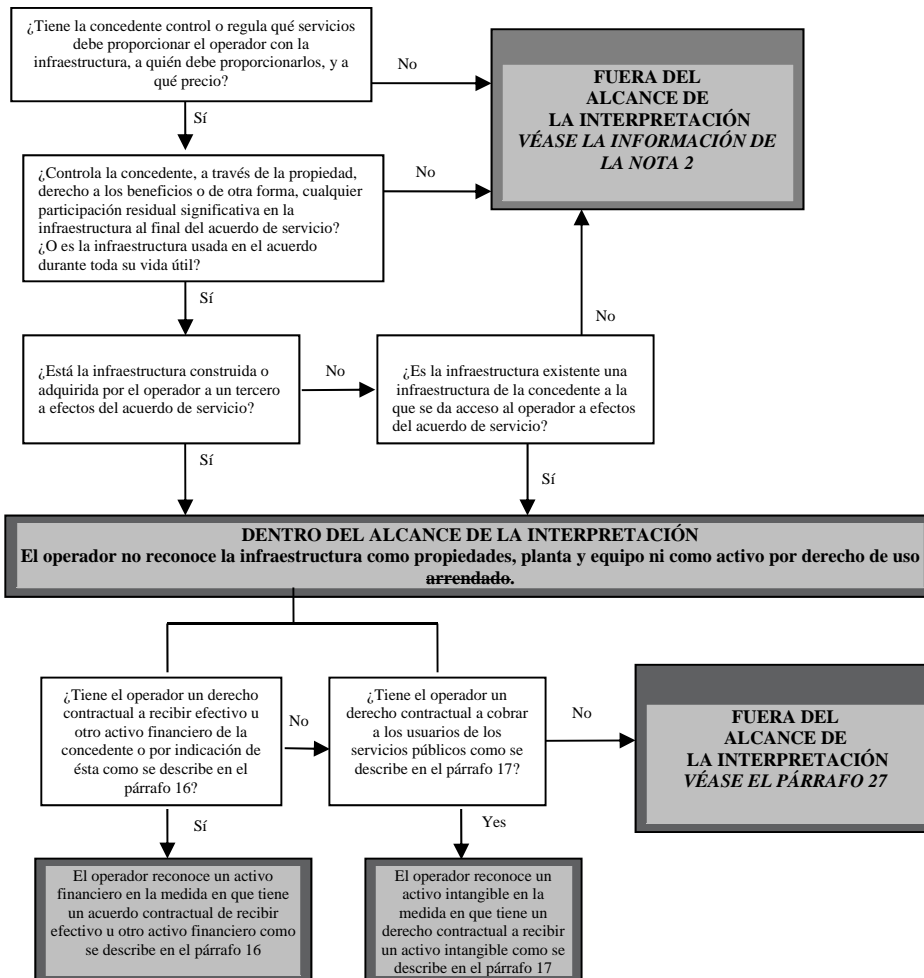 ¿Tiene la concedente control o regula qué servicios
debe proporcionar el operador con la
infraestructura, a quién debe proporcionarlos, y a
qué precio?
No
FUERA DEL
ALCANCE DE
LA INTERPRETACIÓN
VÉASE LA INFORMACIÓN DE
LA NOTA 2
Sí
¿Controla la concedente, a través de la propiedad,
derecho a los beneficios o de otra forma, cualquier
participación residual significativa en la
infraestructura al final del acuerdo de servicio?
¿O es la infraestructura usada en el acuerdo
durante toda su vida útil?
No
Sí
No
¿Está la infraestructura construida o
adquirida por el operador a un tercero
a efectos del acuerdo de servicio?
No
¿Es la infraestructura existente una
infraestructura de la concedente a la
que se da acceso al operador a efectos
del acuerdo de servicio?
Sí
Sí
DENTRO DEL ALCANCE DE LA INTERPRETACIÓN
El operador no reconoce la infraestructura como propiedades, planta y equipo ni como activo por derecho de uso
arrendado.
¿Tiene el operador un derecho
contractual a recibir efectivo u
otro activo financiero de la
concedente o por indicación de
ésta como se describe en el
párrafo 16?
No
¿Tiene el operador un
derecho contractual a cobrar
a los usuarios de los
servicios públicos como se
describe en el párrafo 17?
No
FUERA DEL
ALCANCE DE
LA INTERPRETACIÓN
VÉASE EL PÁRRAFO 27
Sí
Yes
El operador reconoce un activo
financiero en la medida en que tiene
un acuerdo contractual de recibir
efectivo u otro activo financiero como
se describe en el párrafo 16
El operador reconoce un
activo intangible en la
medida en que tiene un
derecho contractual a recibir
un activo intangible como se
describe en el párrafo 17